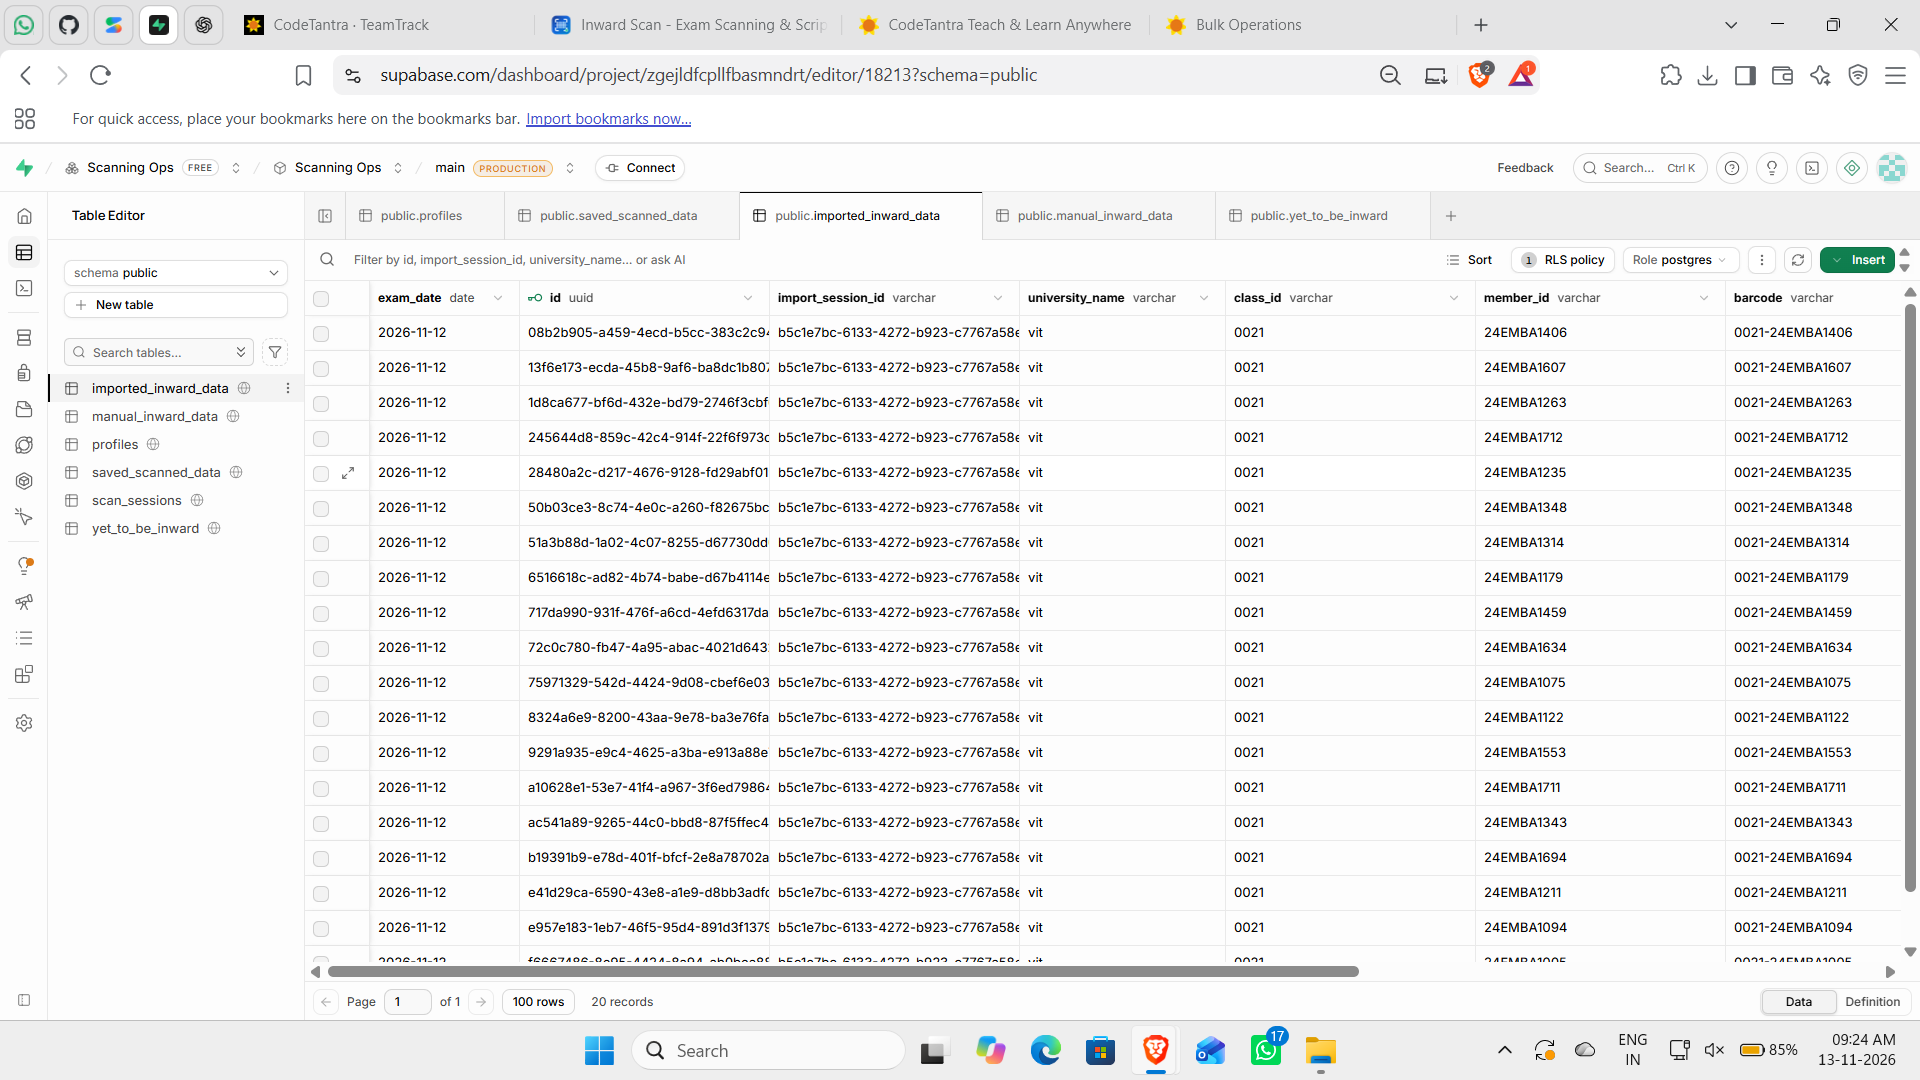 CodeTantra · TeamTrack
Inward Scan - Exam Scanning & Scrip
CodeTantra Teach & Learn Anywhere
Bulk Operations
supabase.com/dashboard/project/zgejldfcpllfbasmndrt/editor/18213?schema=public
2
1
For quick access, place your bookmarks here on the bookmarks bar. Import bookmarks now...
Scanning Ops FREE / Scanning Ops / main PRODUCTION Connect
Feedback Search... Ctrl K
Table Editor
public.profiles public.saved_scanned_data public.imported_inward_data public.manual_inward_data public.yet_to_be_inward
schema public
New table
Search tables...
imported_inward_data
manual_inward_data
profiles
saved_scanned_data
scan_sessions
yet_to_be_inward
Filter by id, import_session_id, university_name... or ask AI
Sort 1 RLS policy Role postgres Insert
exam_date date id uuid import_session_id varchar university_name varchar class_id varchar member_id varchar barcode varchar
2026-11-12 08b2b905-a459-4ecd-b5cc-383c2c94 b5c1e7bc-6133-4272-b923-c7767a58e vit 0021 24EMBA1406 0021-24EMBA1406
2026-11-12 13f6e173-ecda-45b8-9af6-ba8dc1b807 b5c1e7bc-6133-4272-b923-c7767a58e vit 0021 24EMBA1607 0021-24EMBA1607
2026-11-12 1d8ca677-bf6d-432e-bd79-2746f3cbf b5c1e7bc-6133-4272-b923-c7767a58e vit 0021 24EMBA1263 0021-24EMBA1263
2026-11-12 245644d8-859c-42c4-914f-22f6f973c b5c1e7bc-6133-4272-b923-c7767a58e vit 0021 24EMBA1712 0021-24EMBA1712
2026-11-12 28480a2c-d217-4676-9128-fd29abf01 b5c1e7bc-6133-4272-b923-c7767a58e vit 0021 24EMBA1235 0021-24EMBA1235
2026-11-12 50b03ce3-8c74-4e0c-a260-f82675bc b5c1e7bc-6133-4272-b923-c7767a58e vit 0021 24EMBA1348 0021-24EMBA1348
2026-11-12 51a3b88d-1a02-4c07-8255-d67730dd b5c1e7bc-6133-4272-b923-c7767a58e vit 0021 24EMBA1314 0021-24EMBA1314
2026-11-12 6516618c-ad82-4b74-babe-d67b4114e b5c1e7bc-6133-4272-b923-c7767a58e vit 0021 24EMBA1179 0021-24EMBA1179
2026-11-12 717da990-931f-476f-a6cd-4efd6317da b5c1e7bc-6133-4272-b923-c7767a58e vit 0021 24EMBA1459 0021-24EMBA1459
2026-11-12 72c0c780-fb47-4a95-abac-4021d643 b5c1e7bc-6133-4272-b923-c7767a58e vit 0021 24EMBA1634 0021-24EMBA1634
2026-11-12 75971329-542d-4424-9d08-cbef6e03 b5c1e7bc-6133-4272-b923-c7767a58e vit 0021 24EMBA1075 0021-24EMBA1075
2026-11-12 8324a6e9-8200-43aa-9e78-ba3e76fa b5c1e7bc-6133-4272-b923-c7767a58e vit 0021 24EMBA1122 0021-24EMBA1122
2026-11-12 9291a935-e9c4-4625-a3ba-e913a88e b5c1e7bc-6133-4272-b923-c7767a58e vit 0021 24EMBA1553 0021-24EMBA1553
2026-11-12 a10628e1-53e7-41f4-a967-3f6ed79864 b5c1e7bc-6133-4272-b923-c7767a58e vit 0021 24EMBA1711 0021-24EMBA1711
2026-11-12 ac541a89-9265-44c0-bbd8-87f5ffec4 b5c1e7bc-6133-4272-b923-c7767a58e vit 0021 24EMBA1343 0021-24EMBA1343
2026-11-12 b19391b9-e78d-401f-bfcf-2e8a78702a b5c1e7bc-6133-4272-b923-c7767a58e vit 0021 24EMBA1694 0021-24EMBA1694
2026-11-12 e41d29ca-6590-43e8-a1e9-d8bb3adfc b5c1e7bc-6133-4272-b923-c7767a58e vit 0021 24EMBA1211 0021-24EMBA1211
2026-11-12 e957e183-1eb7-46f5-95d4-891d3f1379 b5c1e7bc-6133-4272-b923-c7767a58e vit 0021 24EMBA1094 0021-24EMBA1094
Page 1 of 1 100 rows 20 records
Data Definition
Search
17
ENG
IN
85%
09:24 AM
13-11-2026